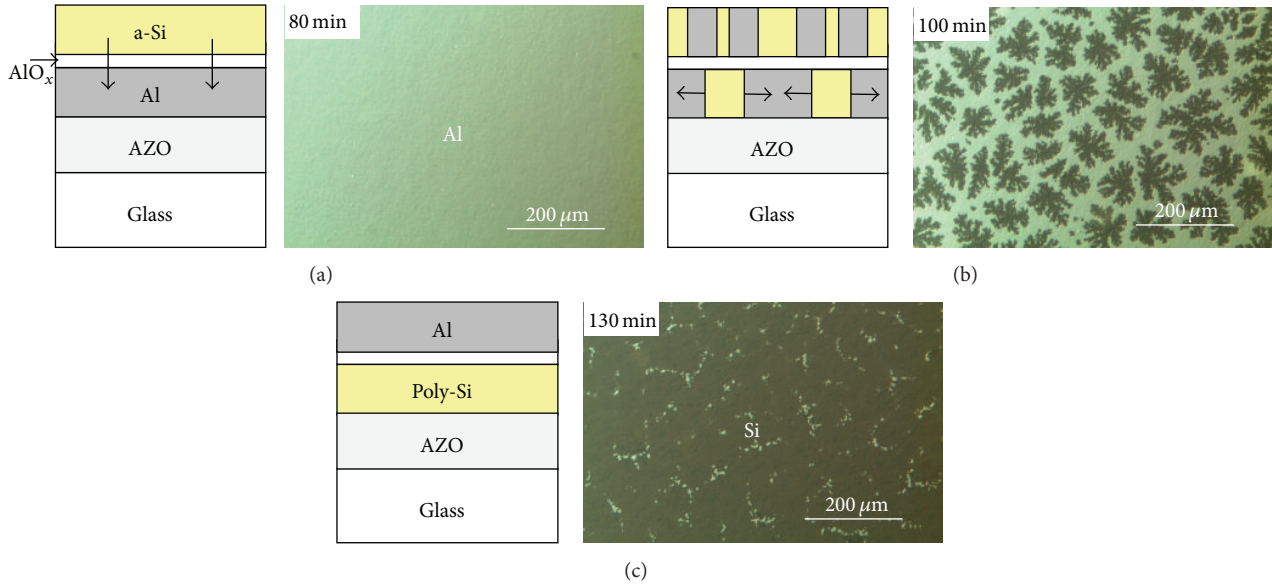 a-Si
AlOₓ
Al
AZO
Glass
80 min
Al
200 μm
(a)
AZO
Glass
100 min
200 μm
(b)
Al
Poly-Si
AZO
Glass
130 min
Si
200 μm
(c)